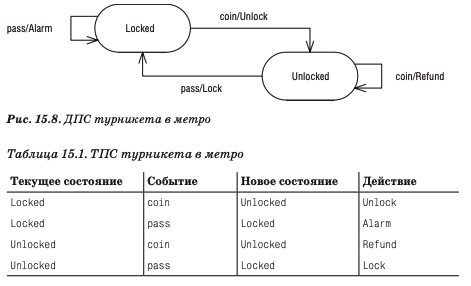 pass/Alarm
Locked
coin/Unlock
pass/Lock
Unlocked
coin/Refund
Рис. 15.8. ДПС турникета в метро
Таблица 15.1. ТПС турникета в метро
Текущее состояние Событие Новое состояние Действие
Locked coin Unlocked Unlock
Locked pass Locked Alarm
Unlocked coin Unlocked Refund
Unlocked pass Locked Lock